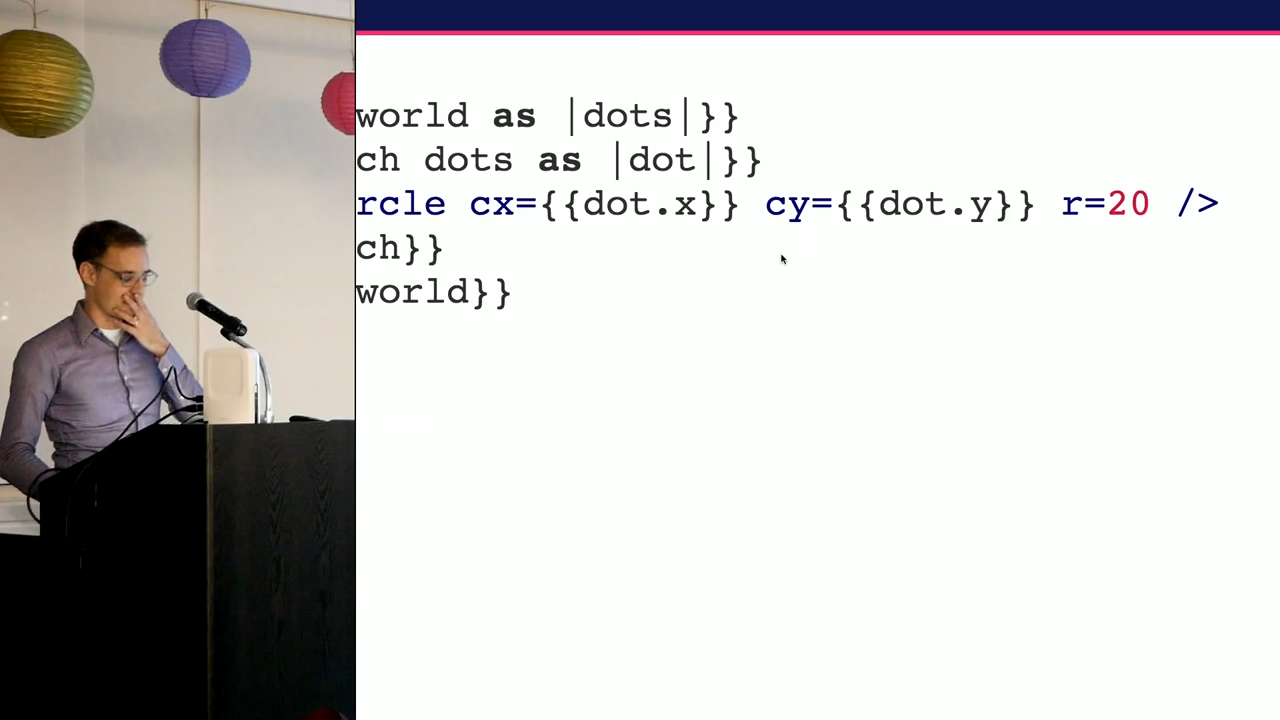 world as |dots|}}
ch dots as |dot|}}
rcle cx={{dot.x}} cy={{dot.y}} r=20 />
ch}}
world}}